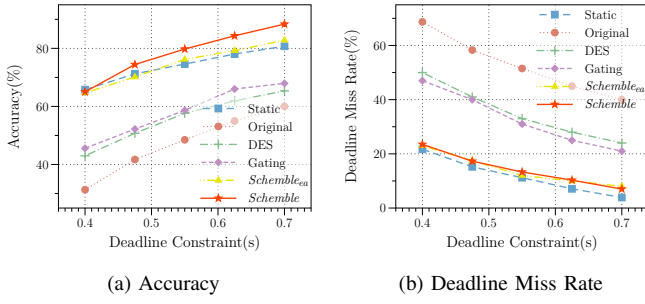 80
60
40
Accuracy(%)
Static
Original
DES
Gating
Schemble_ea
Schemble
0.4 0.5 0.6 0.7
Deadline Constraint(s)
(a) Accuracy
60
40
20
0
Deadline Miss Rate(%)
Static
Original
DES
Gating
Schemble_ea
Schemble
0.4 0.5 0.6 0.7
Deadline Constraint(s)
(b) Deadline Miss Rate